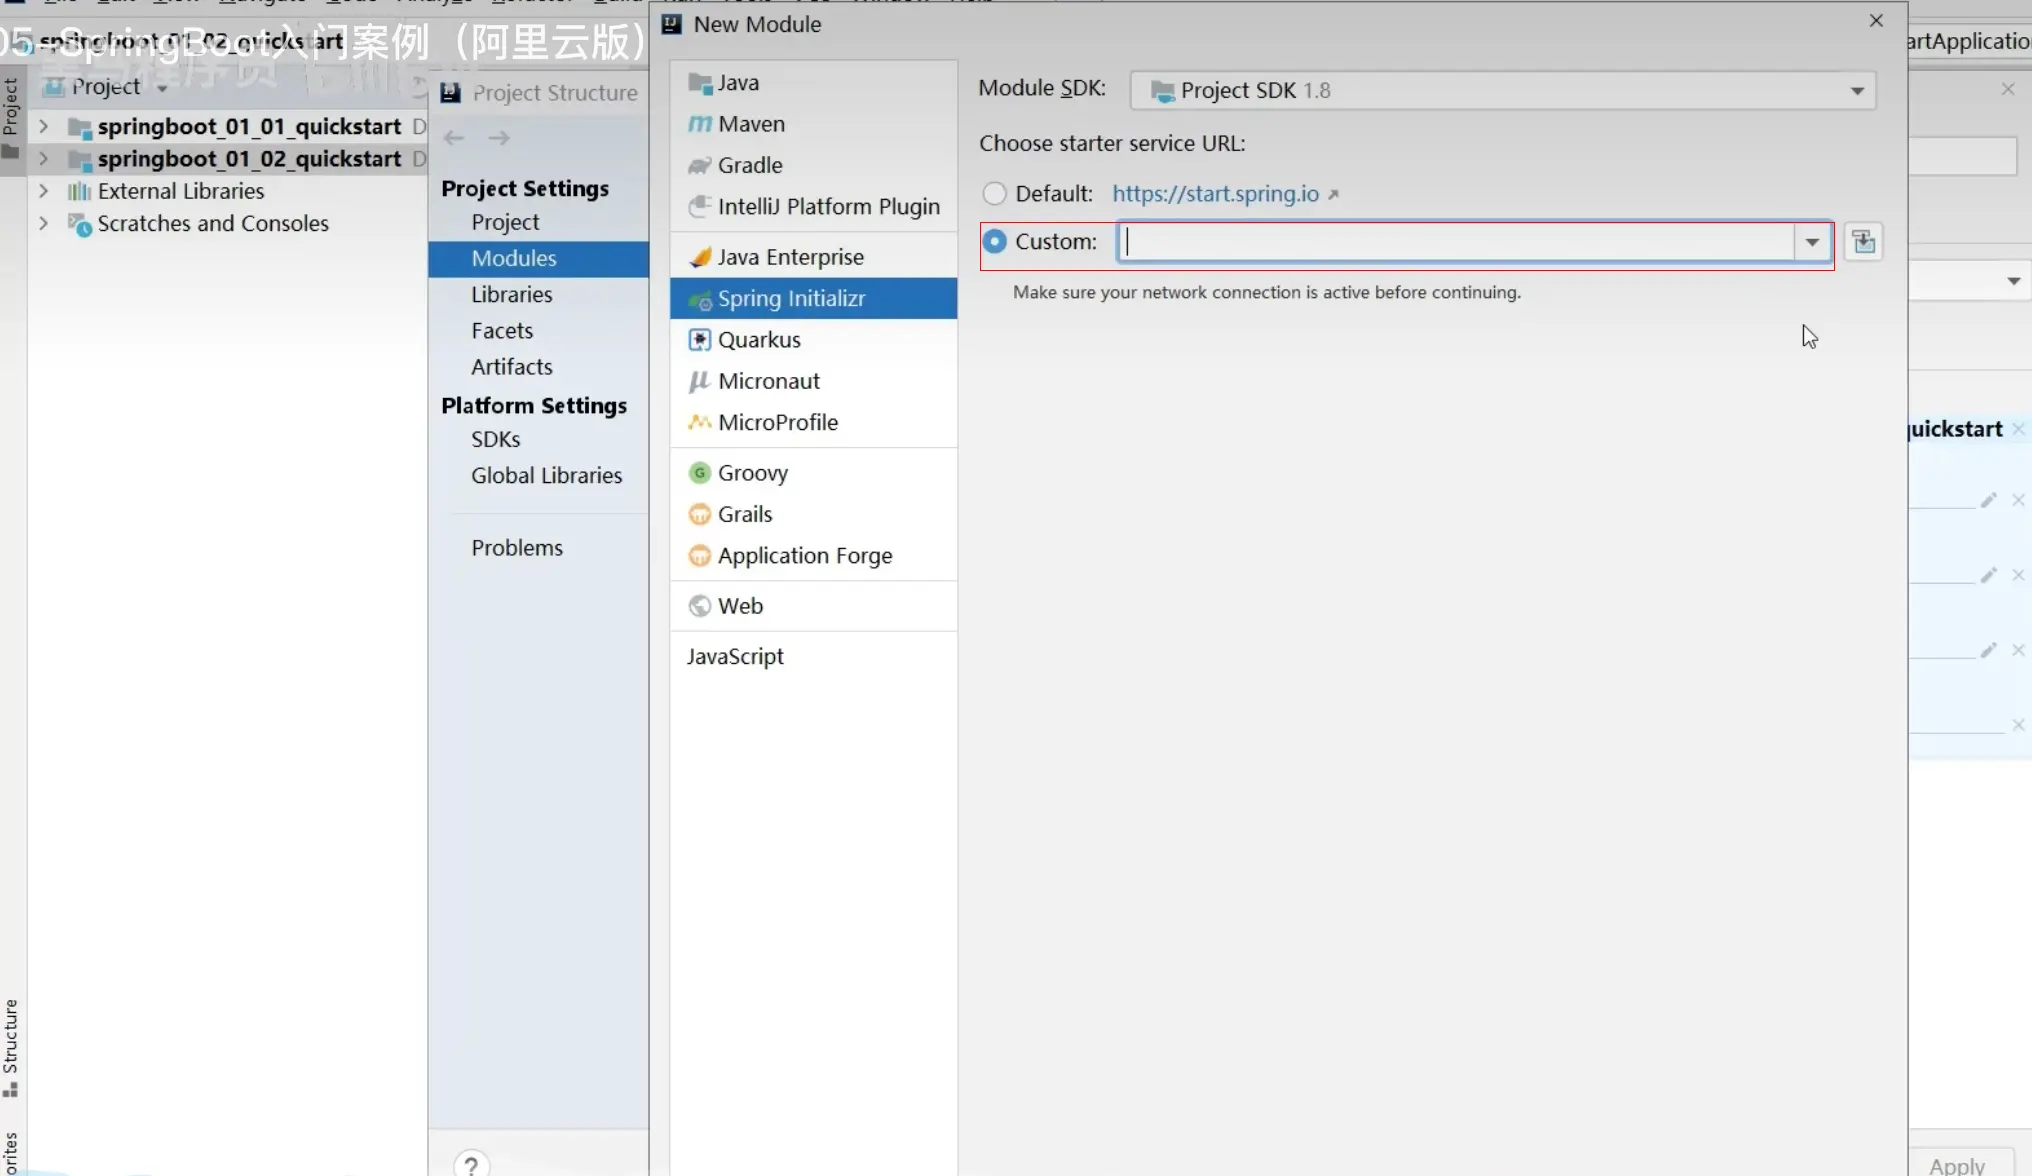 05-SpringBoot入门案例（阿里云版）
springboot_01_02_quickstart
artApplicatio
Project
Project
springboot_01_01_quickstart D
springboot_01_02_quickstart D
External Libraries
Scratches and Consoles
Structure
orites
Project Structure
Project Settings
Project
Modules
Libraries
Facets
Artifacts
Platform Settings
SDKs
Global Libraries
Problems
?
New Module
Java
Maven
Gradle
IntelliJ Platform Plugin
Java Enterprise
Spring Initializr
Quarkus
Micronaut
MicroProfile
Groovy
Grails
Application Forge
Web
JavaScript
Module SDK: Project SDK 1.8
Choose starter service URL:
Default: https://start.spring.io
Custom:
Make sure your network connection is active before continuing.
quickstart
Apply